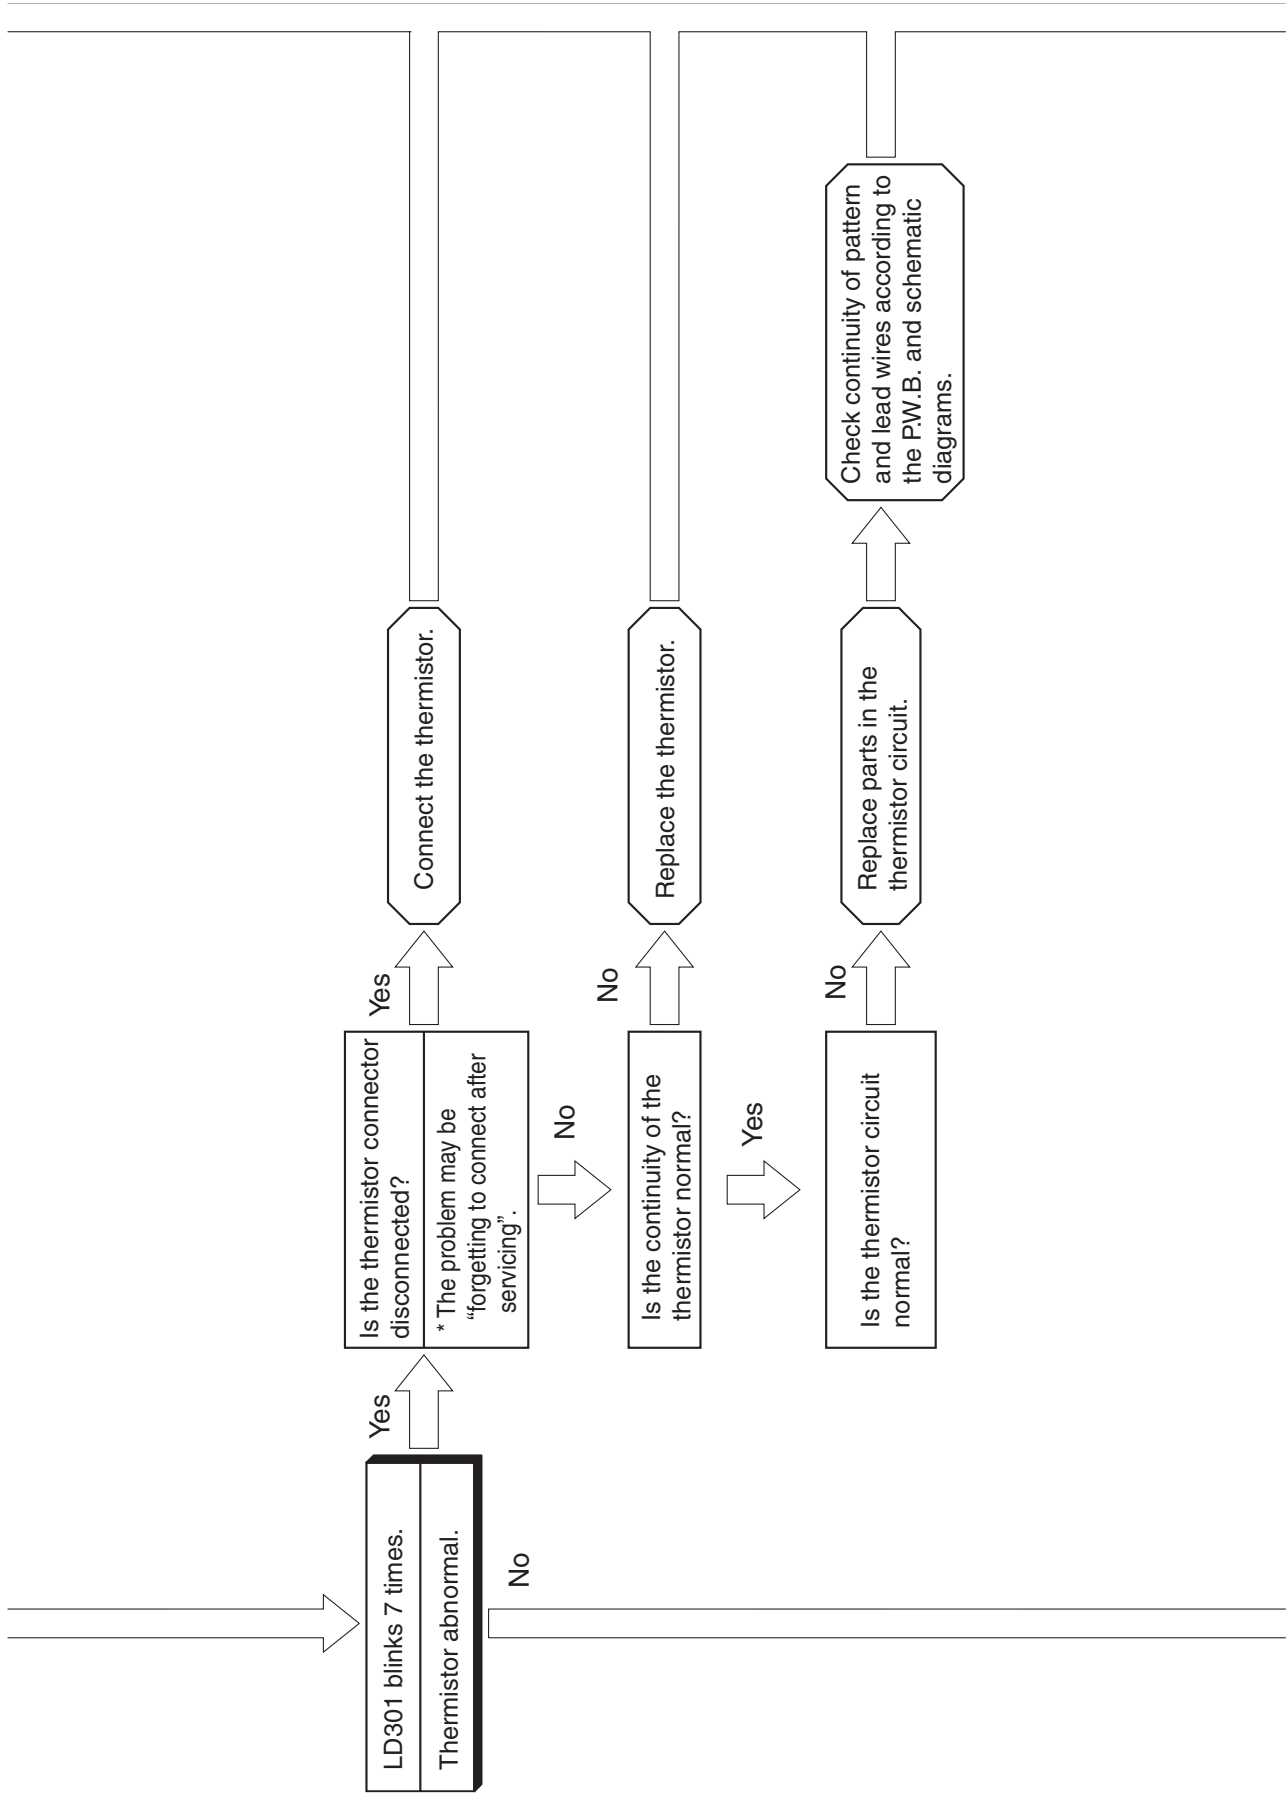 LD301 blinks 7 times.
Thermistor abnormal.
No
Yes
Is the thermistor connector
disconnected?
* The problem may be
“forgetting to connect after
servicing”.
Yes
Connect the thermistor.
No
Is the continuity of the
thermistor normal?
No
Replace the thermistor.
Yes
Is the thermistor circuit
normal?
No
Replace parts in the
thermistor circuit.
Check continuity of pattern
and lead wires according to
the P.W.B. and schematic
diagrams.